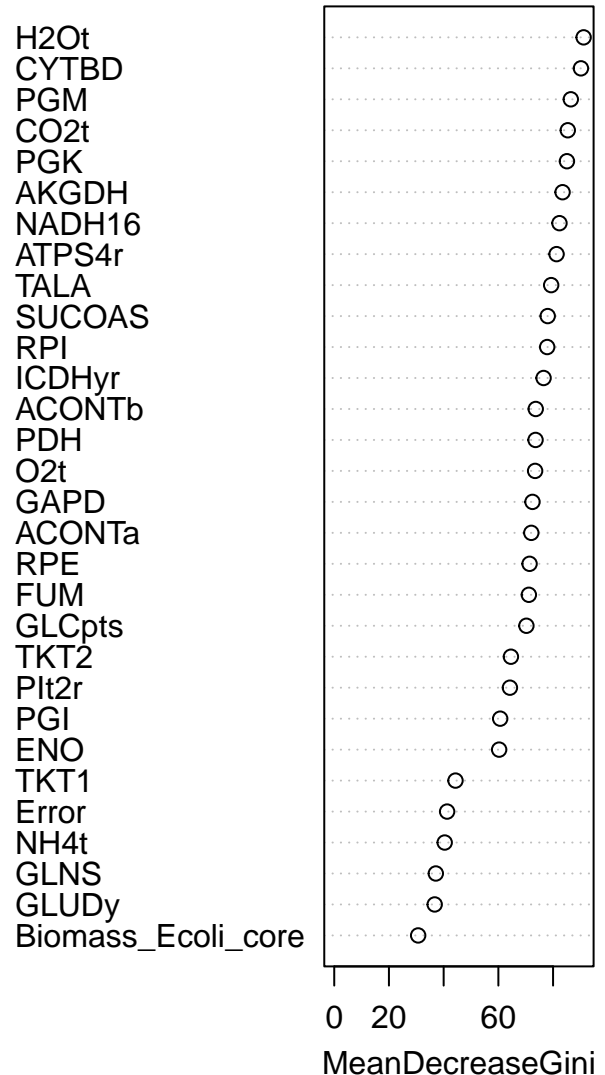 H2Ot
CYTBD
PGM
CO2t
PGK
AKGDH
NADH16
ATPS4r
TALA
SUCOAS
RPI
ICDHyr
ACONTb
PDH
O2t
GAPD
ACONTa
RPE
FUM
GLCpts
TKT2
PIt2r
PGI
ENO
TKT1
Error
NH4t
GLNS
GLUDy
Biomass_Ecoli_core
0 20 60
MeanDecreaseGini